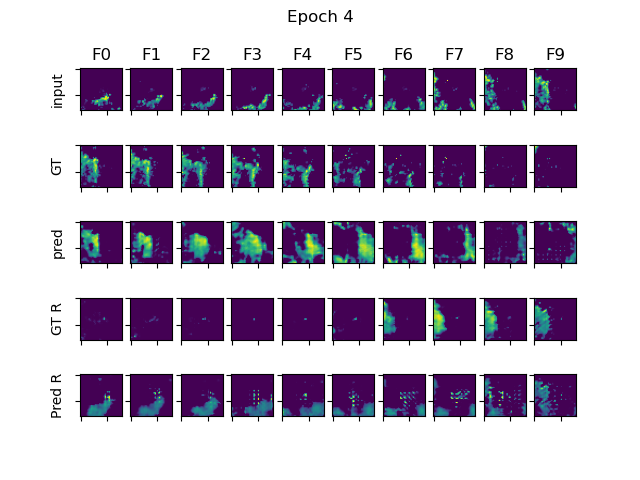 Epoch 4
F0 F1 F2 F3 F4 F5 F6 F7 F8 F9
input
GT
pred
GT R
Pred R